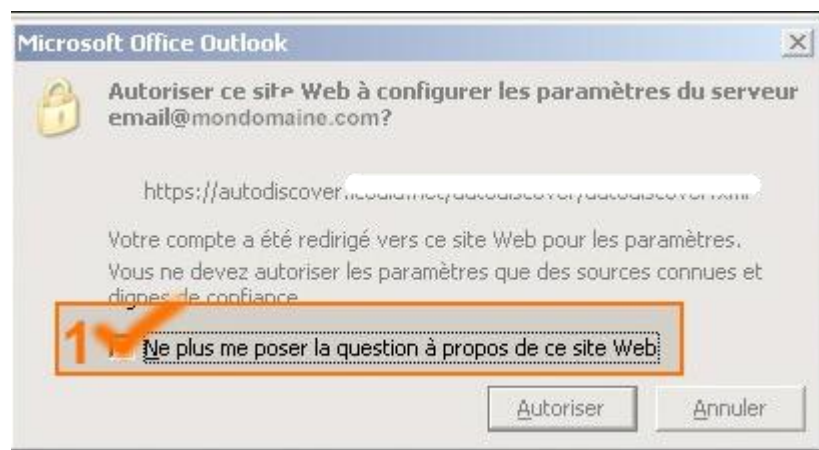 Microsoft Office Outlook
Autoriser ce site Web à configurer les paramètres du serveur
email@mondomaine.com?
https://autodiscover
Votre compte a été redirigé vers ce site Web pour les paramètres.
Vous ne devez autoriser les paramètres que des sources connues et
dignes de confiance
1 Ne plus me poser la question à propos de ce site Web
Autoriser Annuler